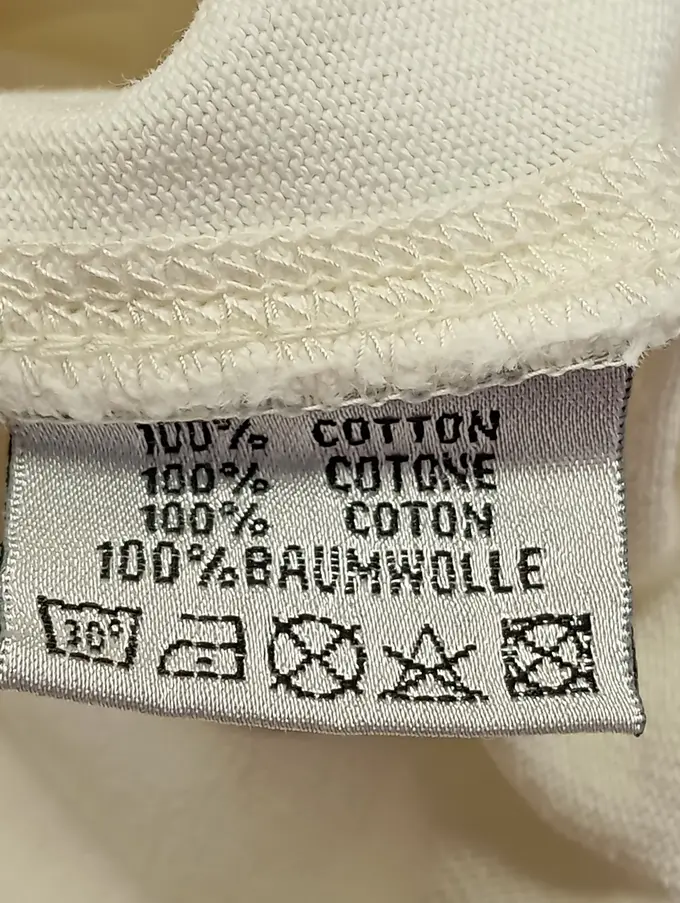 100% COTTON
100% COTONE
100% COTON
100% BAUMWOLLE
30°